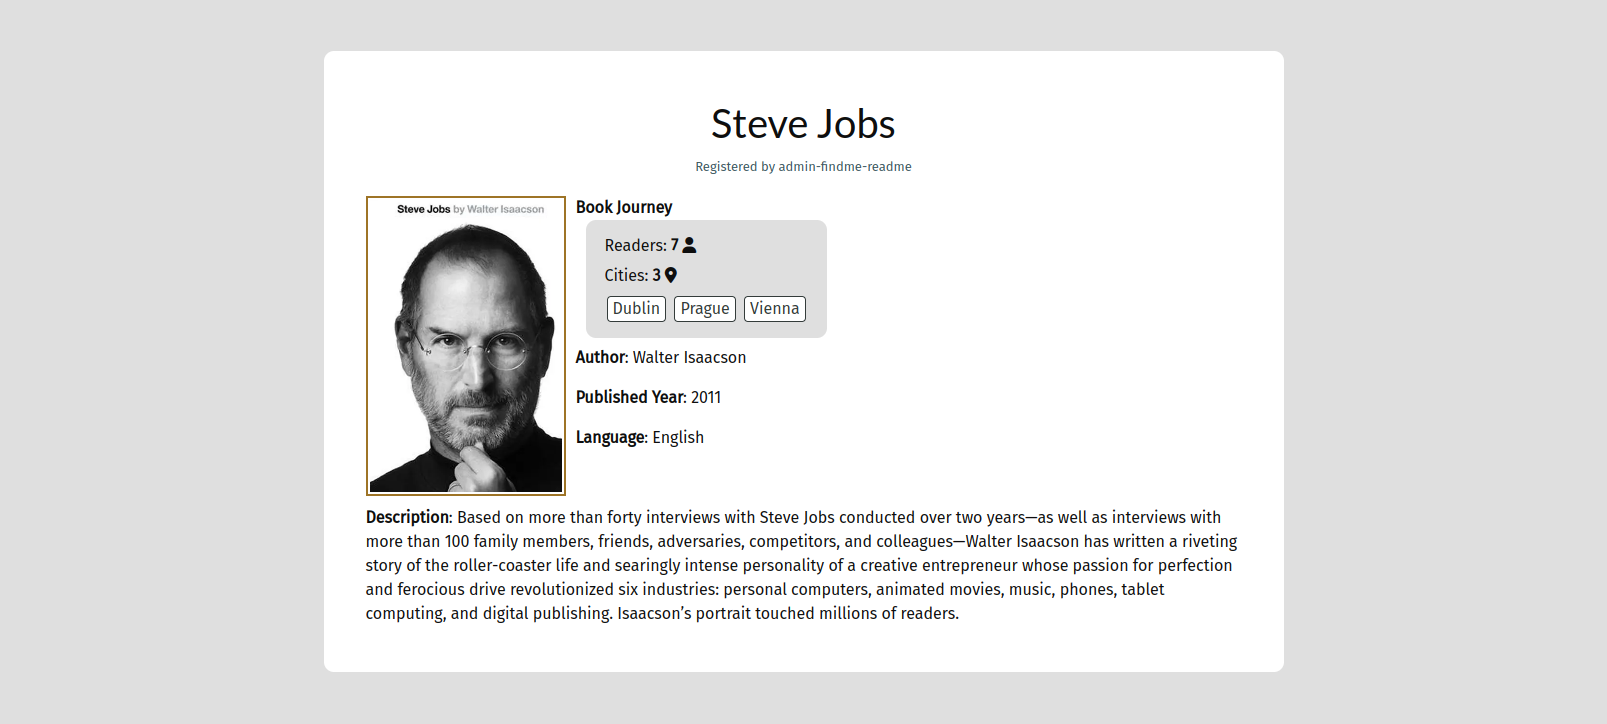 Steve Jobs
Registered by admin-findme-readme
Steve Jobs by Walter Isaacson
Book Journey
Readers: 7
Cities: 3
Dublin Prague Vienna
Author: Walter Isaacson
Published Year: 2011
Language: English
Description: Based on more than forty interviews with Steve Jobs conducted over two years—as well as interviews with
more than 100 family members, friends, adversaries, competitors, and colleagues—Walter Isaacson has written a riveting
story of the roller-coaster life and searingly intense personality of a creative entrepreneur whose passion for perfection
and ferocious drive revolutionized six industries: personal computers, animated movies, music, phones, tablet
computing, and digital publishing. Isaacson’s portrait touched millions of readers.